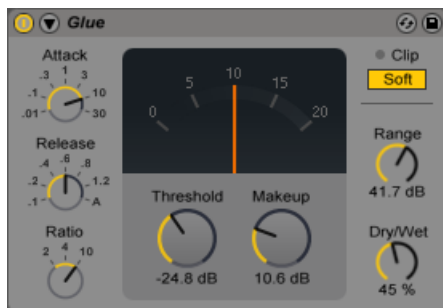 Glue
Attack
.01 .1 .3 1 3 10 30
Release
.1 .2 .4 .6 .8 1.2 A
Ratio
2 4 10
0 5 10 15 20
Threshold
-24.8 dB
Makeup
10.6 dB
Clip
Soft
Range
41.7 dB
Dry/Wet
45 %